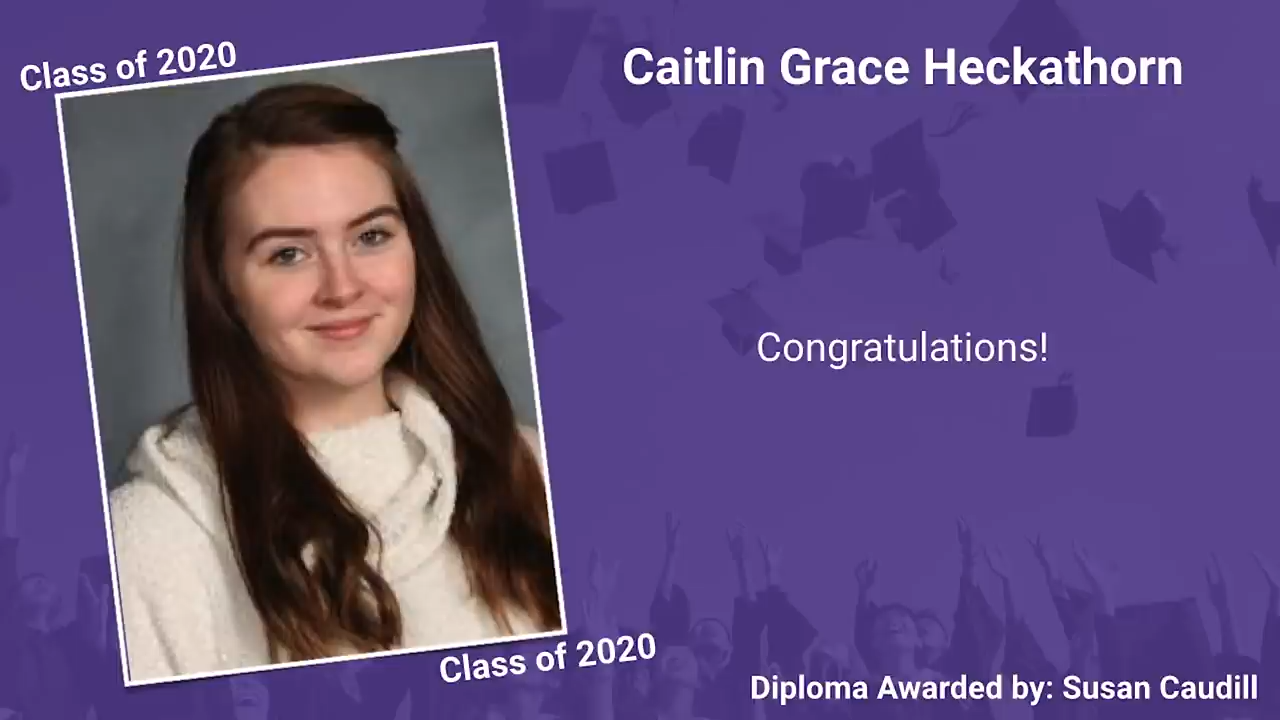 Class of 2020
Caitlin Grace Heckathorn
Congratulations!
Class of 2020
Diploma Awarded by: Susan Caudill